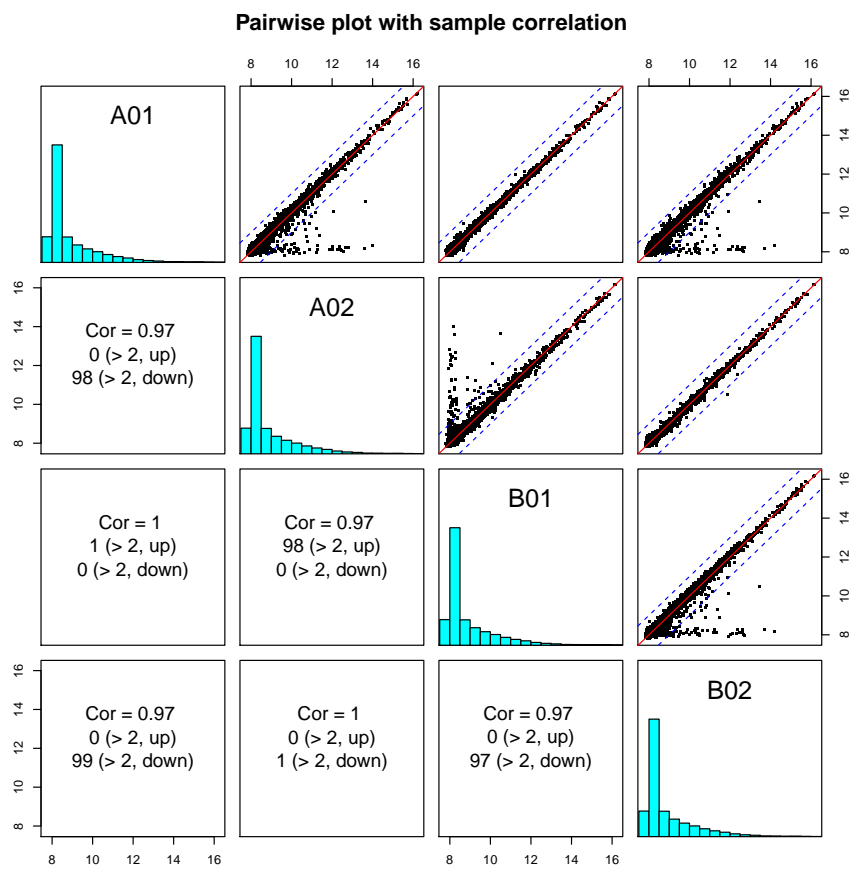 Pairwise plot with sample correlation
8 10 12 14 16
8 10 12 14 16
A01
8 10 12 14 16
8 10 12 14 16
Cor = 0.97
0 (> 2, up)
98 (> 2, down)
A02
B01
Cor = 1
1 (> 2, up)
0 (> 2, down)
Cor = 0.97
98 (> 2, up)
0 (> 2, down)
8 10 12 14 16
8 10 12 14 16
Cor = 0.97
0 (> 2, up)
99 (> 2, down)
Cor = 1
0 (> 2, up)
1 (> 2, down)
Cor = 0.97
0 (> 2, up)
97 (> 2, down)
B02
8 10 12 14 16
8 10 12 14 16